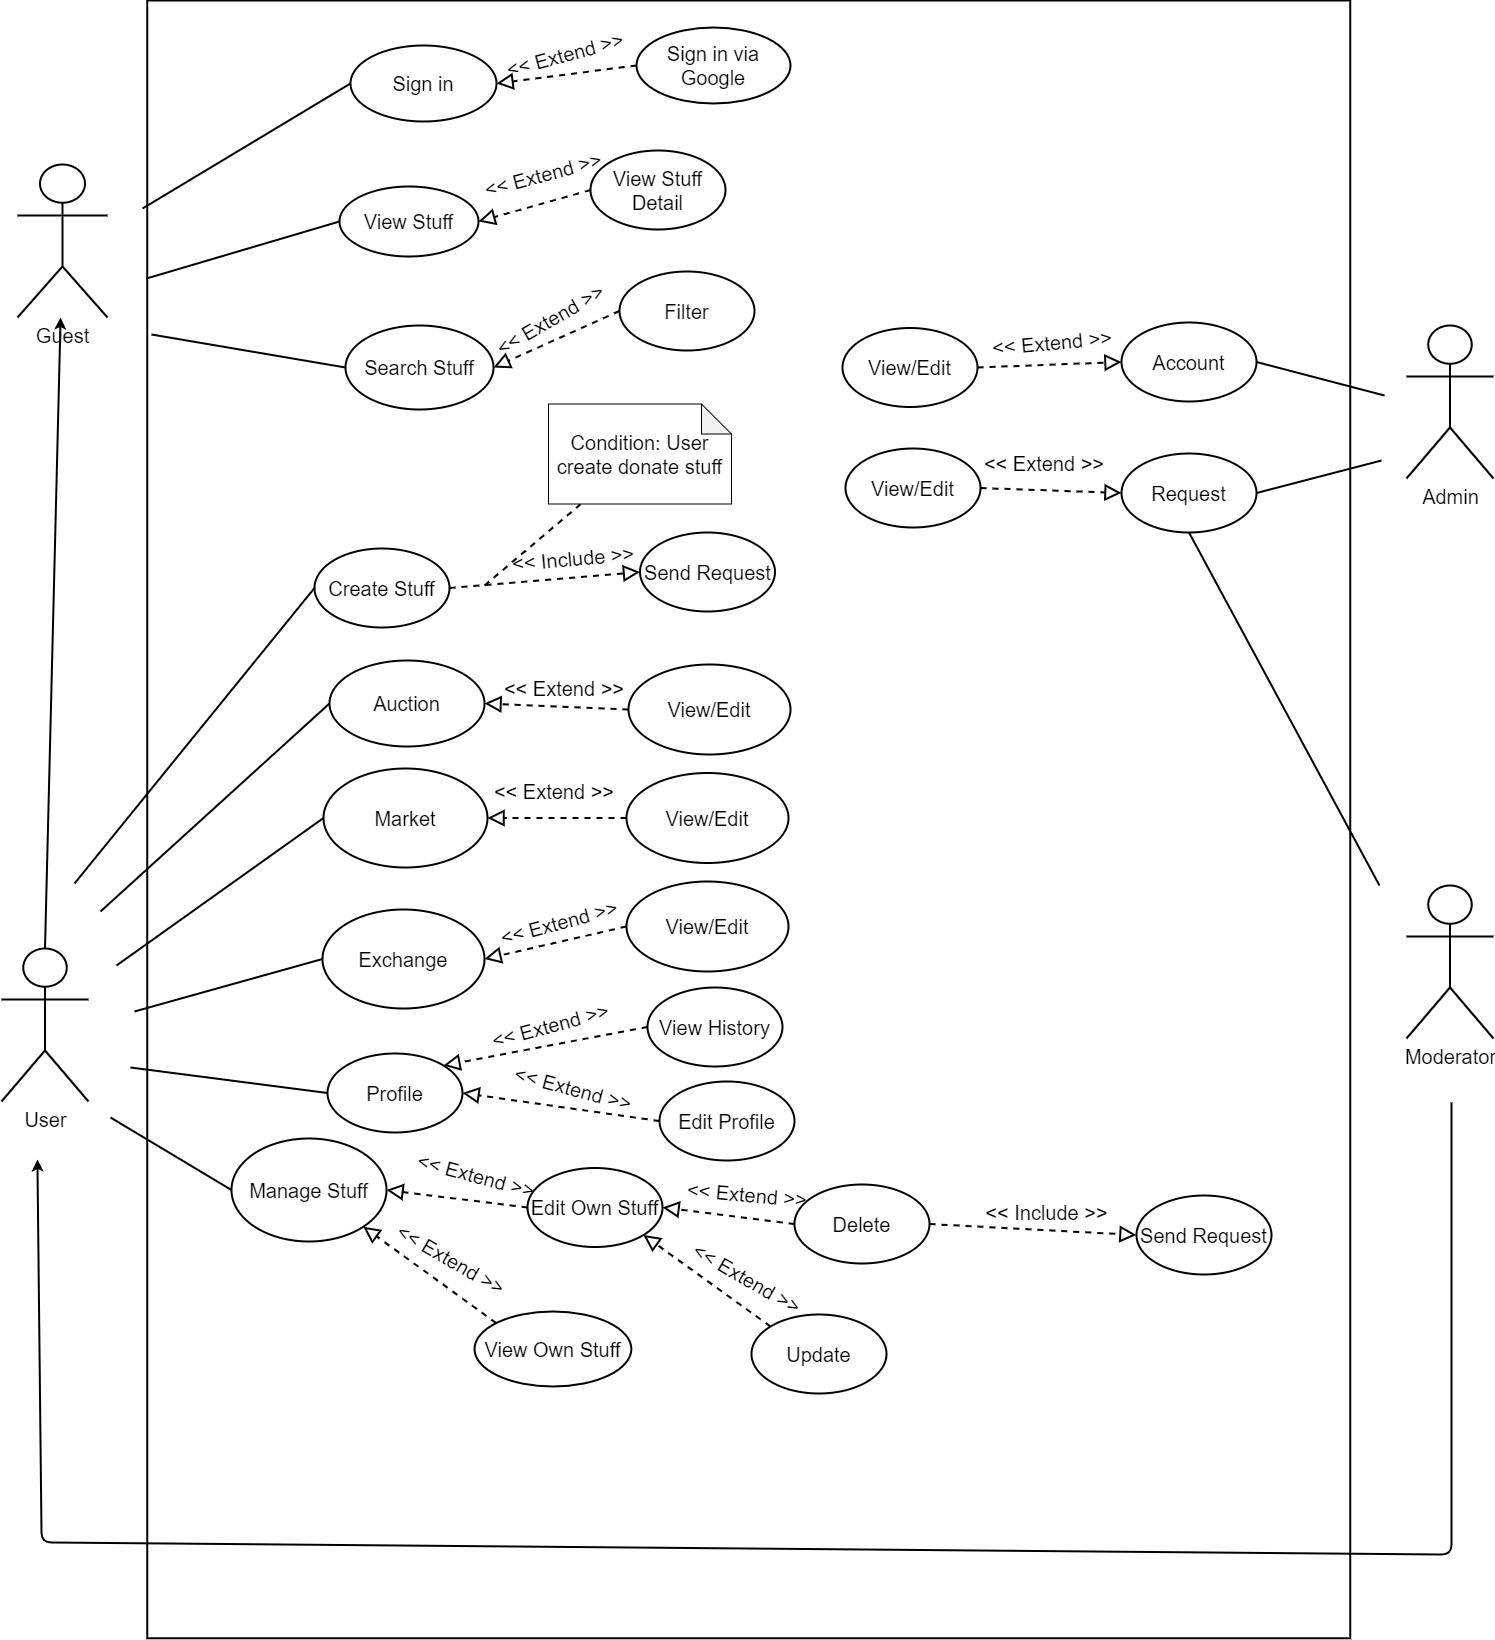 << Extend >>
Sign in via
Google
Sign in
<< Extend >>
View Stuff
Detail
View Stuff
Guest
<< Extend >>
Filter
Search Stuff
View/Edit
<< Extend >>
Account
Condition: User
create donate stuff
View/Edit
<< Extend >>
Request
Admin
Create Stuff
<< Include >>
Send Request
Auction
<< Extend >>
View/Edit
Market
<< Extend >>
View/Edit
Exchange
<< Extend >>
View/Edit
<< Extend >>
View History
Moderator
Profile
<< Extend >>
Edit Profile
User
Manage Stuff
<< Extend >>
Edit Own Stuff
<< Extend >>
Delete
<< Include >>
Send Request
<< Extend >>
View Own Stuff
<< Extend >>
Update